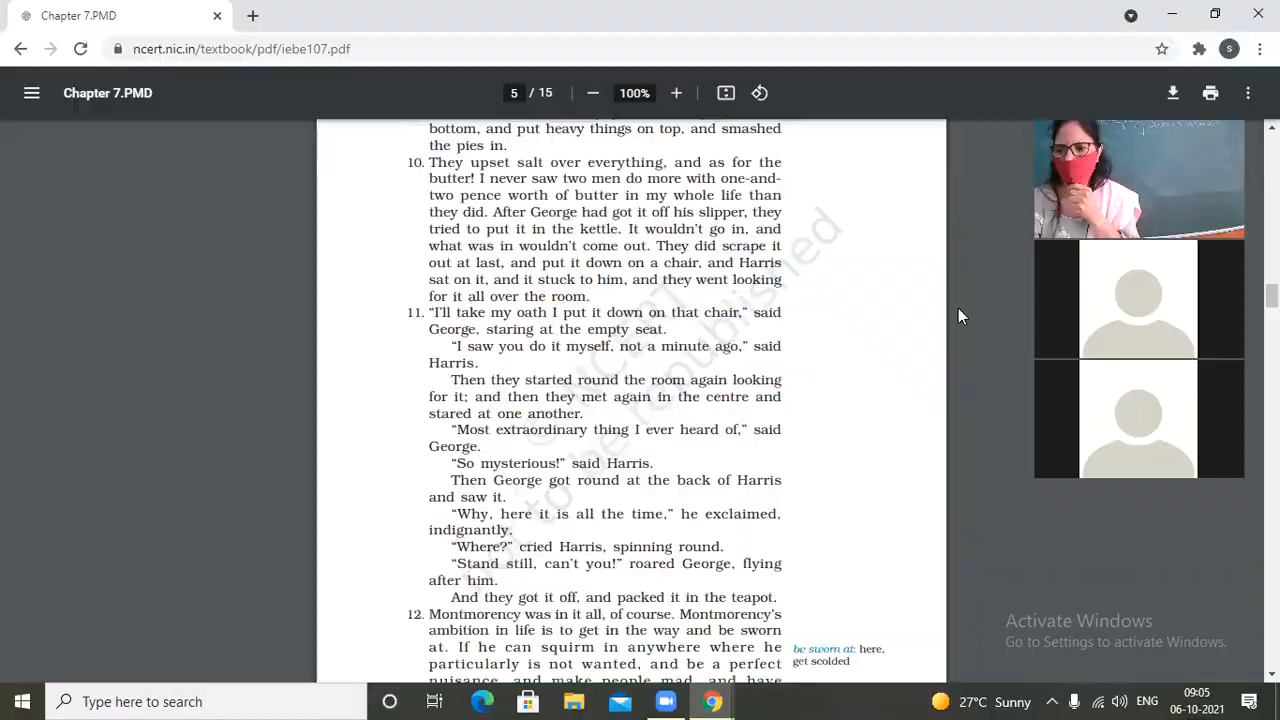 Chapter 7.PMD
ncert.nic.in/textbook/pdf/iebe107.pdf
S
Chapter 7.PMD
5 / 15
100%
bottom, and put heavy things on top, and smashed
the pies in.
10. They upset salt over everything, and as for the
butter! I never saw two men do more with one-and-
two pence worth of butter in my whole life than
they did. After George had got it off his slipper, they
tried to put it in the kettle. It wouldn't go in, and
what was in wouldn't come out. They did scrape it
out at last, and put it down on a chair, and Harris
sat on it, and it stuck to him, and they went looking
for it all over the room.
11. “I'll take my oath I put it down on that chair,” said
George, staring at the empty seat.
“I saw you do it myself, not a minute ago,” said
Harris.
Then they started round the room again looking
for it; and then they met again in the centre and
stared at one another.
“Most extraordinary thing I ever heard of,” said
George.
“So mysterious!” said Harris.
Then George got round at the back of Harris
and saw it.
“Why, here it is all the time,” he exclaimed,
indignantly.
“Where?” cried Harris, spinning round.
“Stand still, can't you!” roared George, flying
after him.
And they got it off, and packed it in the teapot.
12. Montmorency was in it all, of course. Montmorency's
ambition in life is to get in the way and be sworn
at. If he can squirm in anywhere where he
particularly is not wanted, and be a perfect
nuisance, and make people mad, and have
be sworn at: here,
get scolded
© NCERT
not to be republished
Activate Windows
Go to Settings to activate Windows.
Type here to search
27°C Sunny
ENG
09:05
06-10-2021